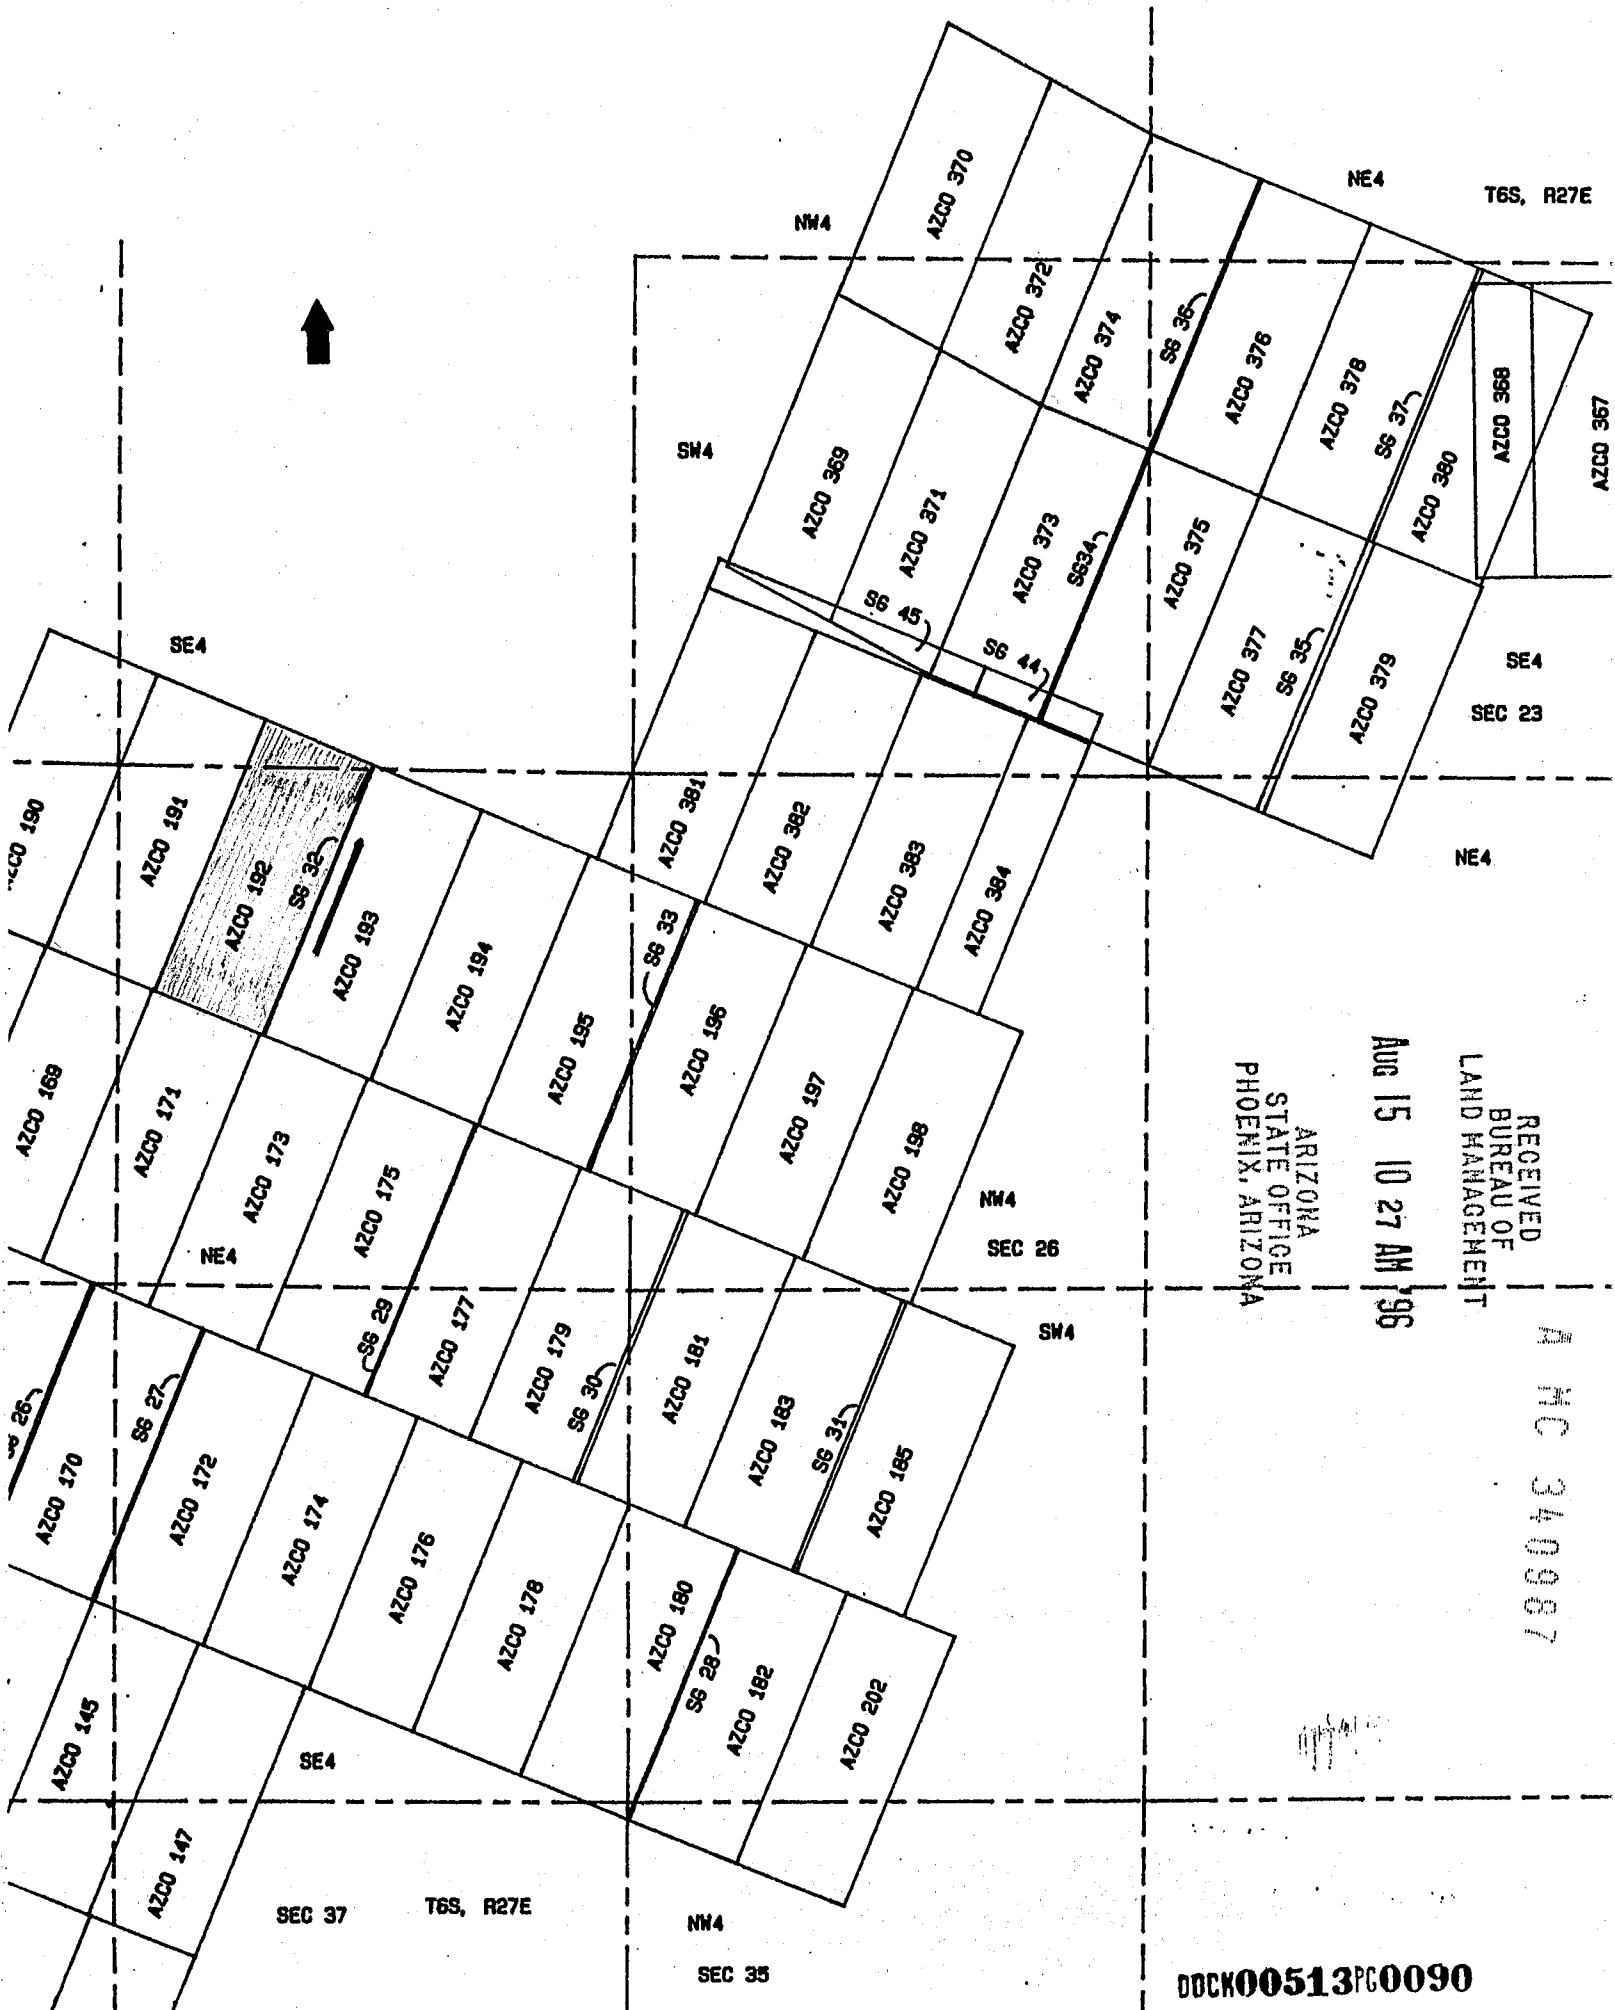 NE4
T6S, R27E
NW4
AZCO 370
AZCO 372
AZCO 374
SG 36
AZCO 376
AZCO 378
SG 37
AZCO 380
AZCO 368
AZCO 367
SW4
AZCO 369
AZCO 371
AZCO 373
SG34
AZCO 375
AZCO 377
SG 35
AZCO 379
SG 45
SG 44
SE4
SEC 23
SE4
NE4
AZCO 190
AZCO 191
AZCO 192
SG 32
AZCO 193
AZCO 194
AZCO 195
SG 33
AZCO 381
AZCO 382
AZCO 383
AZCO 384
AZCO 196
AZCO 197
AZCO 198
AZCO 169
AZCO 171
AZCO 173
AZCO 175
SG 29
AZCO 177
AZCO 179
SG 30
AZCO 181
AZCO 183
SG 31
AZCO 185
NE4
NW4
SEC 26
SW4
RECEIVED
BUREAU OF
LAND MANAGEMENT
AUG 15 10 27 AM '96
ARIZONA
STATE OFFICE
PHOENIX, ARIZONA
A MC 340987
SG 26
AZCO 170
SG 27
AZCO 172
AZCO 174
AZCO 176
AZCO 178
AZCO 180
SG 28
AZCO 182
AZCO 202
AZCO 145
AZCO 147
SE4
SEC 37
T6S, R27E
NW4
SEC 35
DOCK00513PG0090